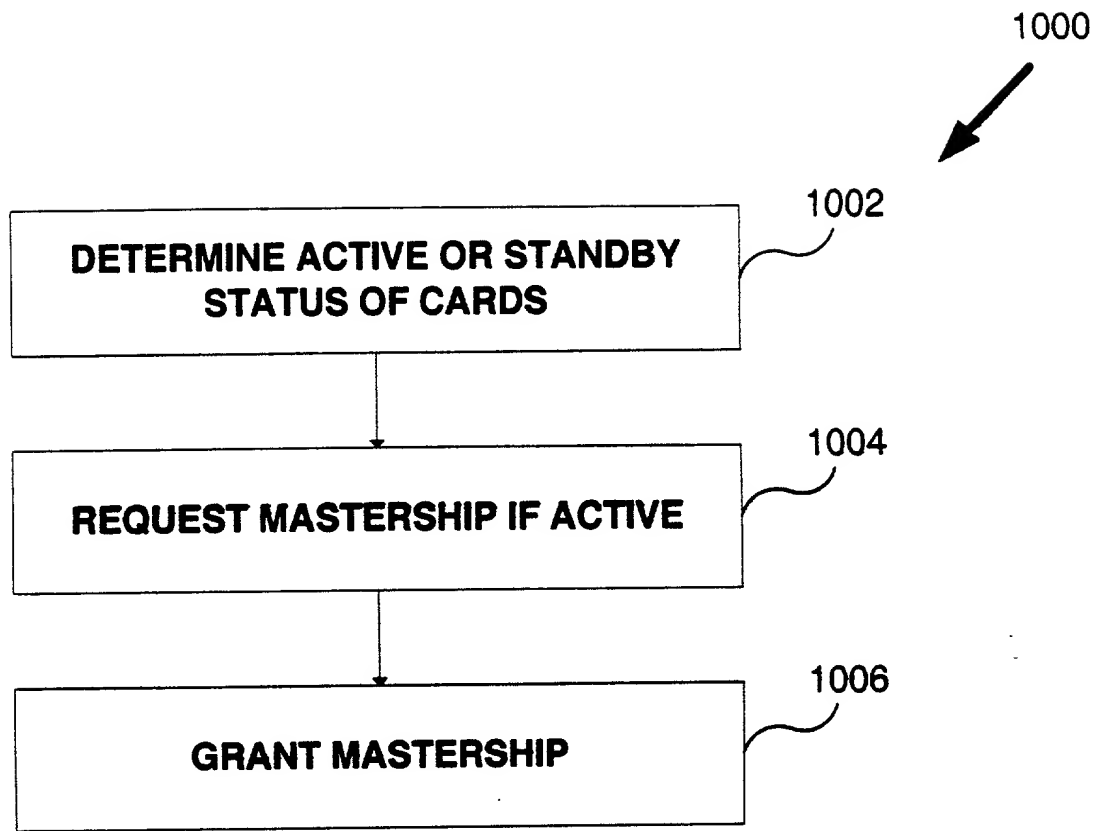 1000
1002
DETERMINE ACTIVE OR STANDBY
STATUS OF CARDS
1004
REQUEST MASTERSHIP IF ACTIVE
1006
GRANT MASTERSHIP